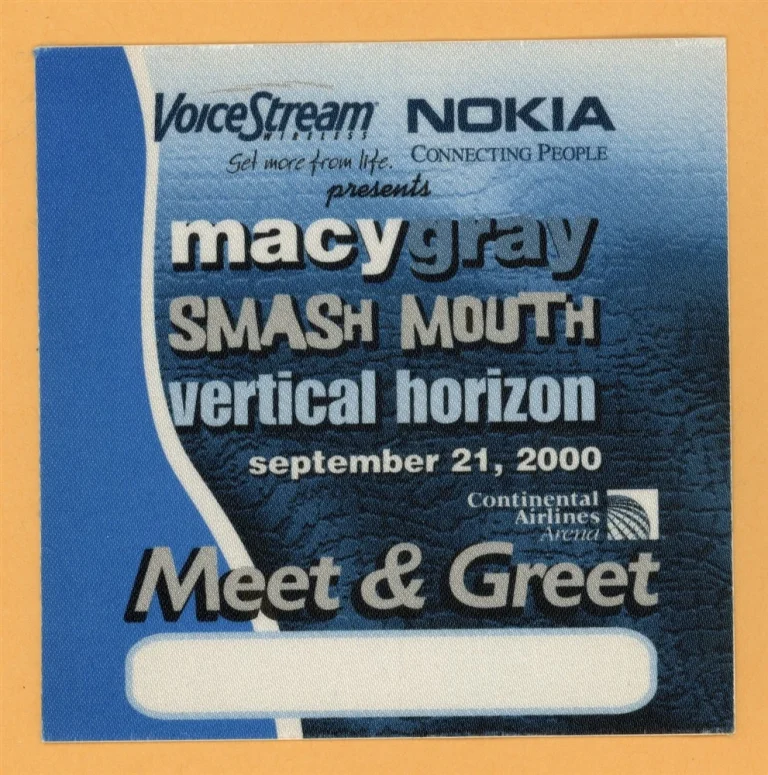 VoiceStream NOKIA
WIRELESS
Get more from life. CONNECTING PEOPLE
presents
macygray
SMASH MOUTH
vertical horizon
september 21, 2000
Continental
Airlines
Arena
Meet & Greet